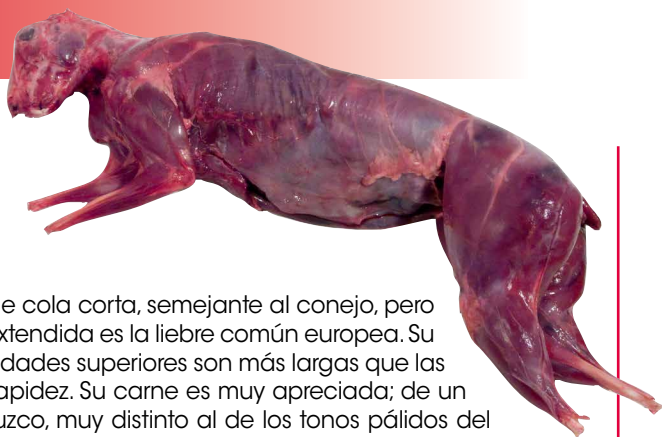 e cola corta, semejante al conejo, pero
xtendida es la liebre común europea. Su
dades superiores son más largas que las
apidez. Su carne es muy apreciada; de un
uzco, muy distinto al de los tonos pálidos del